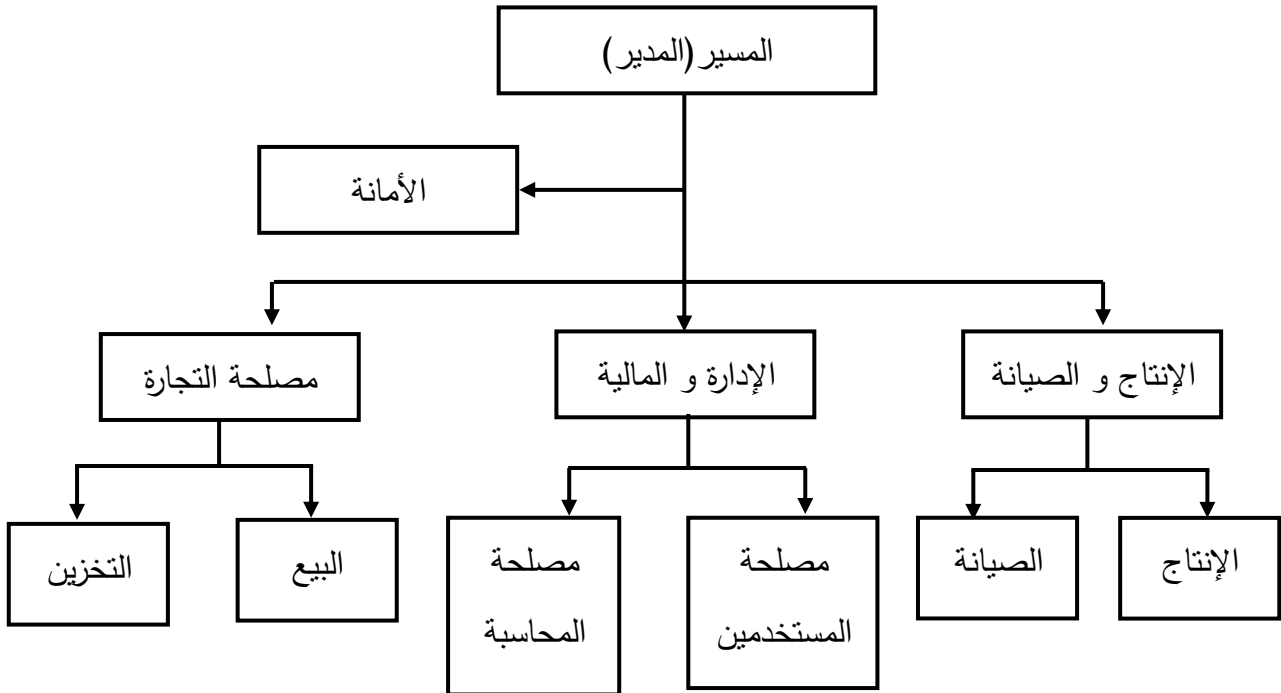 المسير (المدير)
الأمانة
الإنتاج و الصيانة
الإدارة و المالية
مصلحة التجارة
الإنتاج
الصيانة
مصلحة
المستخدمين
مصلحة
المحاسبة
البيع
التخزين